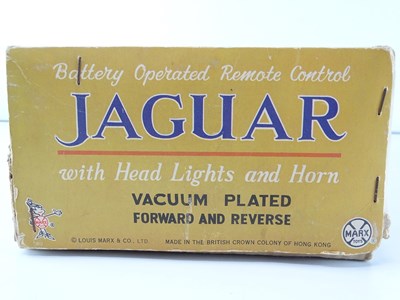 Battery Operated Remote Control
JAGUAR
with Head Lights and Horn
VACUUM PLATED
FORWARD AND REVERSE
MARX
TOYS
© LOUIS MARX & CO., LTD. MADE IN THE BRITISH CROWN COLONY OF HONG KONG